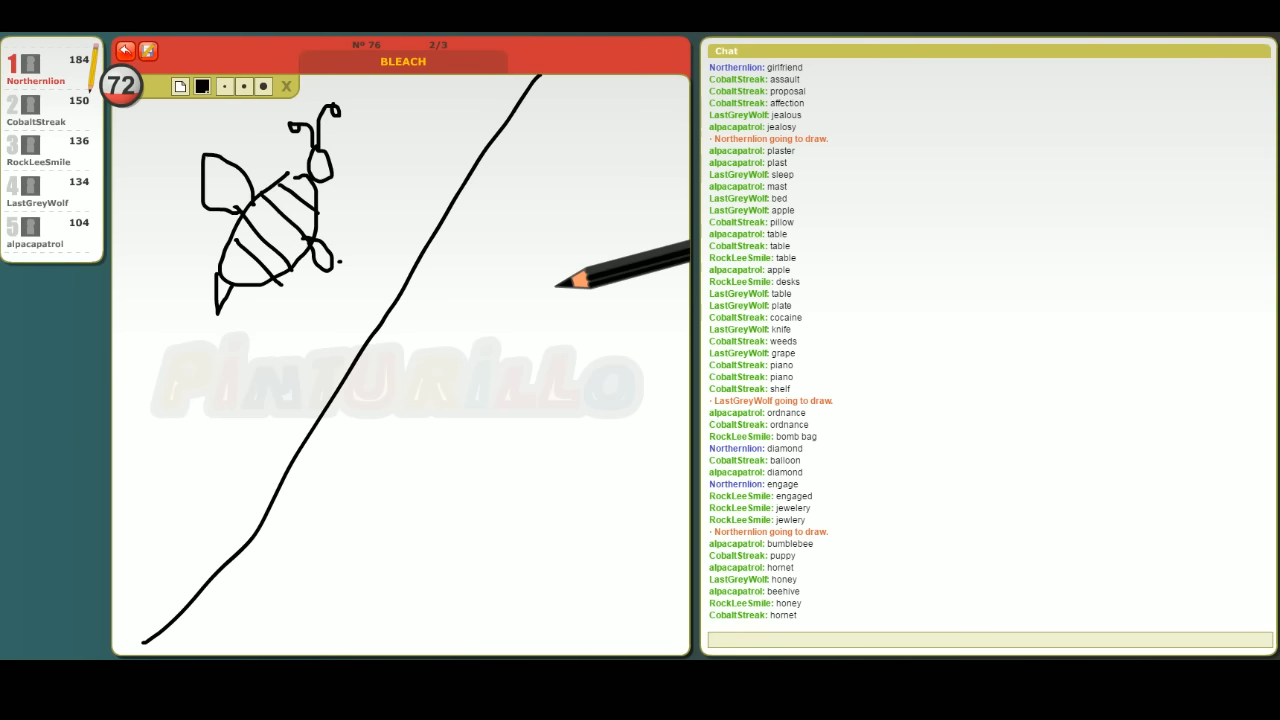 1 184
Northernlion
2 150
CobaltStreak
3 136
RockLeeSmile
4 134
LastGreyWolf
5 104
alpacapatrol
72
Nº 76 2/3
BLEACH
X
PINTURILLO
Chat
Northernlion: girlfriend
CobaltStreak: assault
CobaltStreak: proposal
CobaltStreak: affection
LastGreyWolf: jealous
alpacapatrol: jealosy
· Northernlion going to draw.
alpacapatrol: plaster
alpacapatrol: plast
LastGreyWolf: sleep
alpacapatrol: mast
LastGreyWolf: bed
LastGreyWolf: apple
CobaltStreak: pillow
alpacapatrol: table
CobaltStreak: table
RockLeeSmile: table
alpacapatrol: apple
RockLeeSmile: desks
LastGreyWolf: table
LastGreyWolf: plate
CobaltStreak: cocaine
LastGreyWolf: knife
CobaltStreak: weeds
LastGreyWolf: grape
CobaltStreak: piano
CobaltStreak: piano
CobaltStreak: shelf
· LastGreyWolf going to draw.
alpacapatrol: ordnance
CobaltStreak: ordnance
RockLeeSmile: bomb bag
Northernlion: diamond
CobaltStreak: balloon
alpacapatrol: diamond
Northernlion: engage
RockLeeSmile: engaged
RockLeeSmile: jewelery
RockLeeSmile: jewlery
· Northernlion going to draw.
alpacapatrol: bumblebee
CobaltStreak: puppy
alpacapatrol: hornet
LastGreyWolf: honey
alpacapatrol: beehive
RockLeeSmile: honey
CobaltStreak: hornet